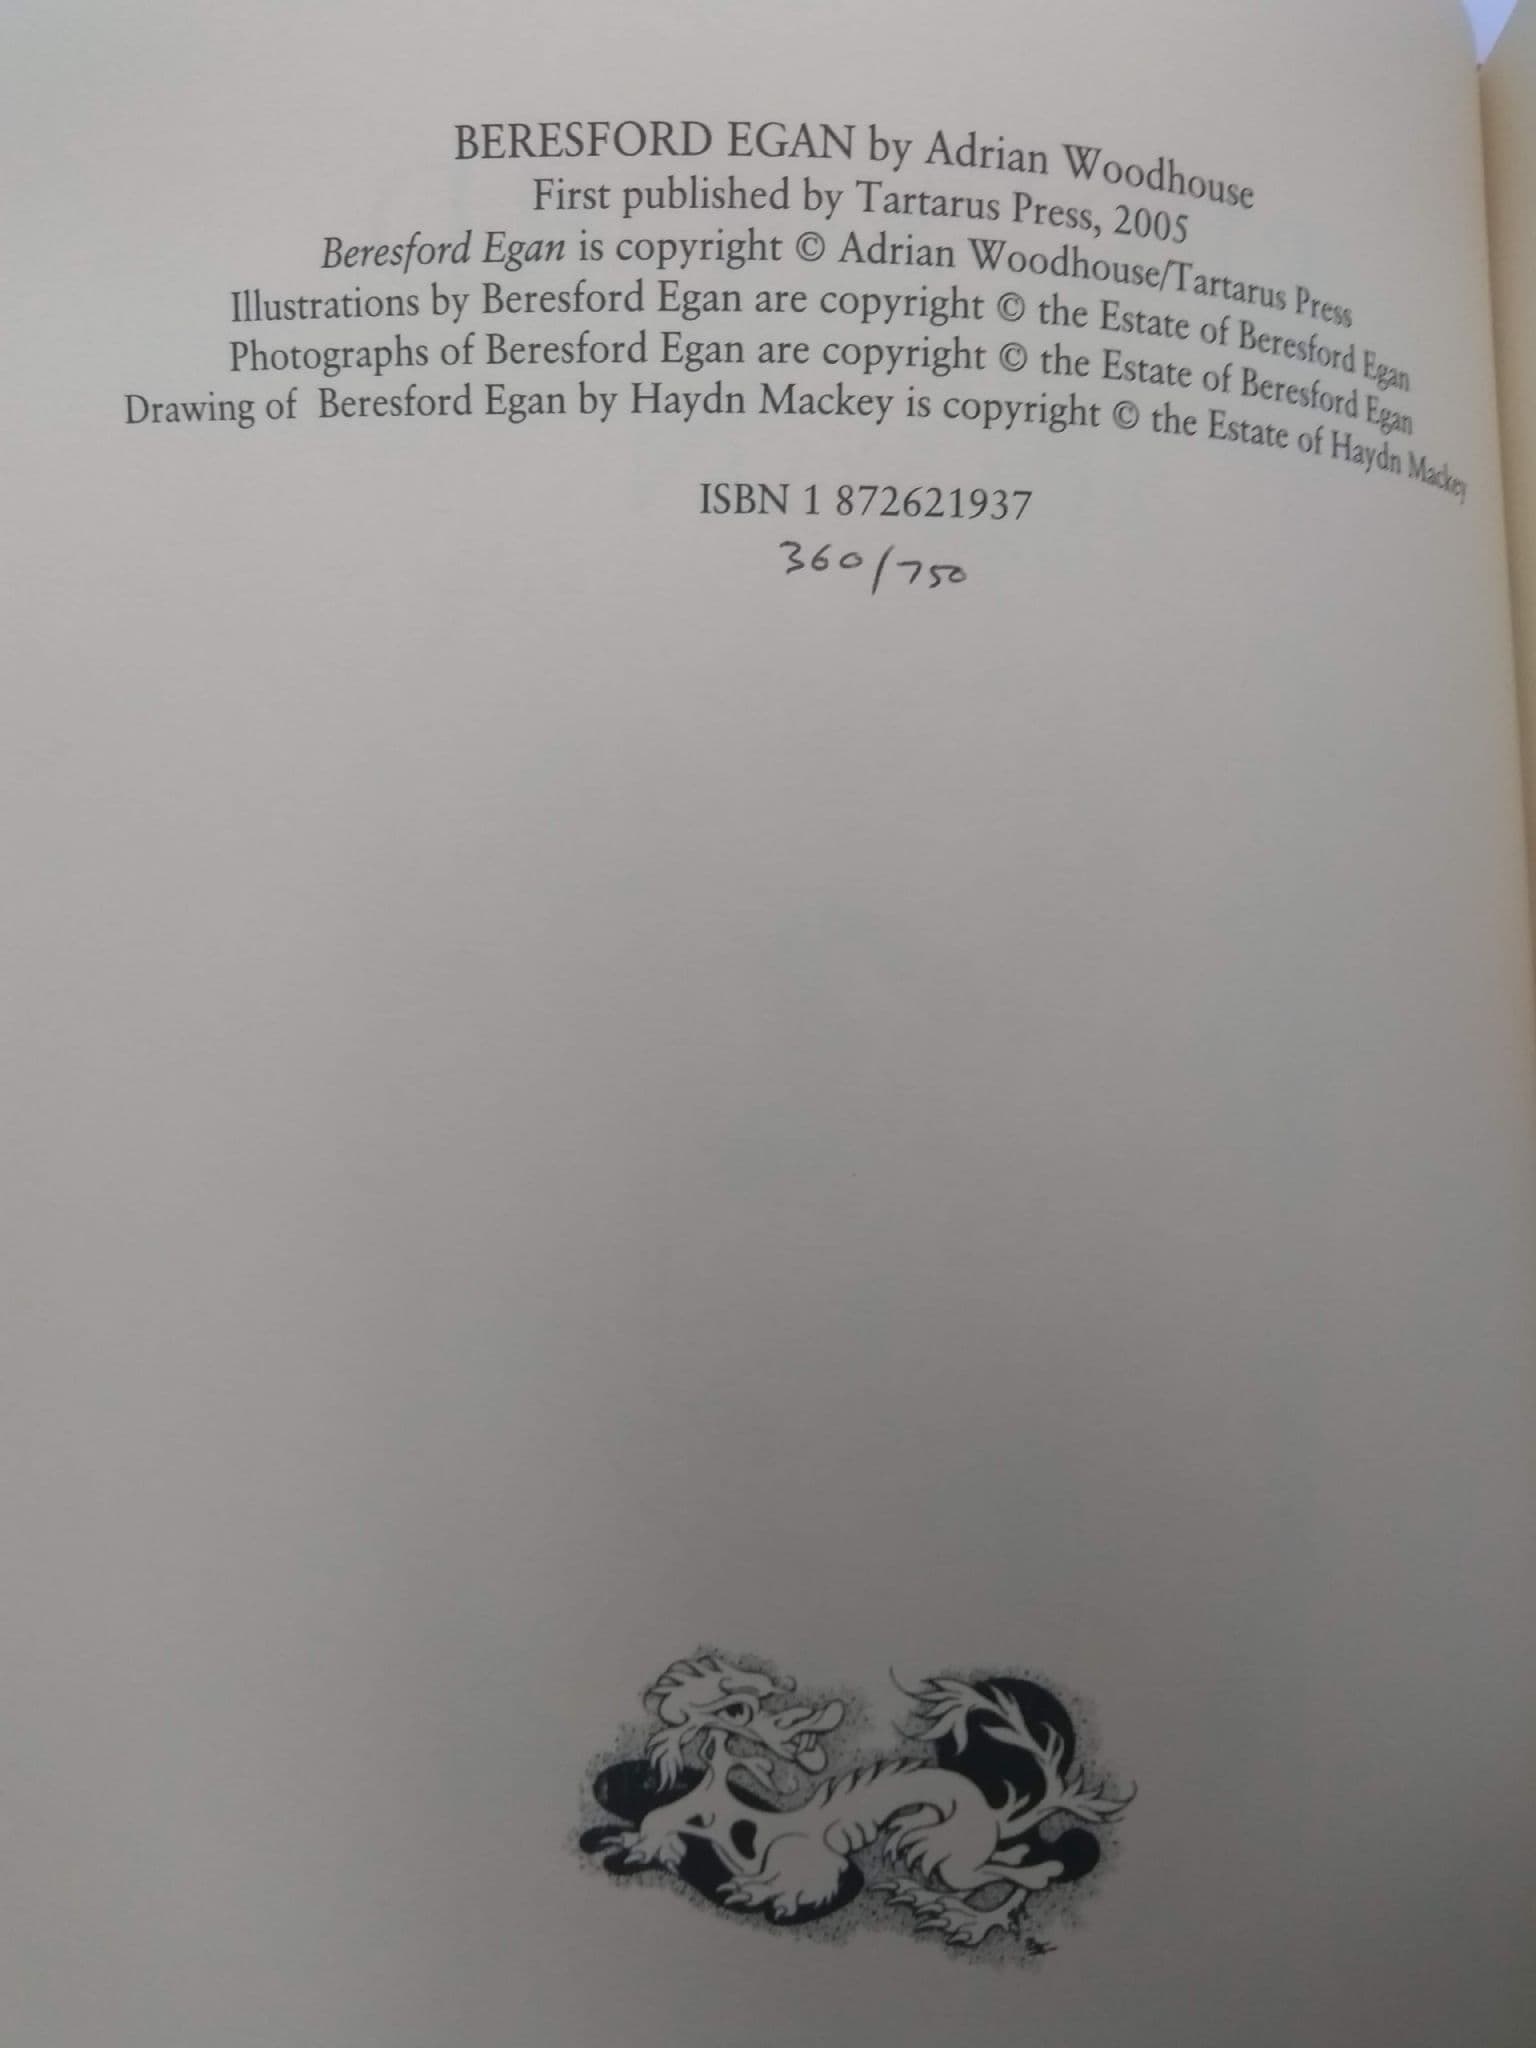 BERESFORD EGAN by Adrian Woodhouse
First published by Tartarus Press, 2005
Beresford Egan is copyright © Adrian Woodhouse/Tartarus Press
Illustrations by Beresford Egan are copyright © the Estate of Beresford Egan
Photographs of Beresford Egan are copyright © the Estate of Beresford Egan
Drawing of Beresford Egan by Haydn Mackey is copyright © the Estate of Haydn Mackey
ISBN 1 872621937
360/750